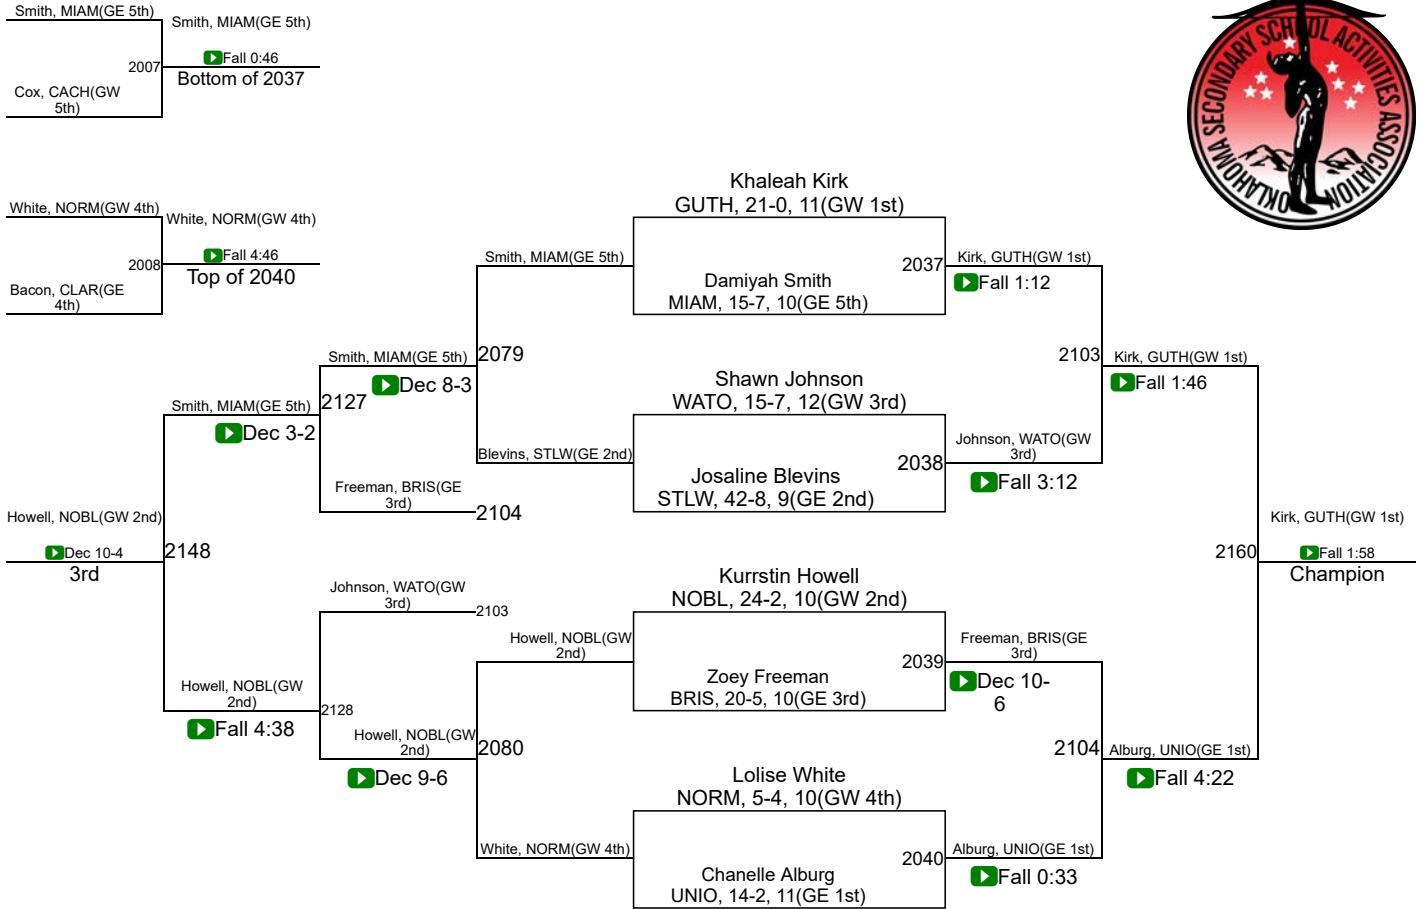 Smith, MIAM(GE 5th)
Smith, MIAM(GE 5th)
Fall 0:46
2007
Bottom of 2037
Cox, CACH(GW
5th)
OKLAHOMA SECONDARY SCHOOL ACTIVITIES ASSOCIATION
White, NORM(GW 4th)
White, NORM(GW 4th)
Fall 4:46
2008
Top of 2040
Bacon, CLAR(GE
4th)
Khaleah Kirk
GUTH, 21-0, 11(GW 1st)
Smith, MIAM(GE 5th)
2037
Kirk, GUTH(GW 1st)
Fall 1:12
Damiyah Smith
MIAM, 15-7, 10(GE 5th)
Smith, MIAM(GE 5th)
2079
Dec 8-3
2103
Kirk, GUTH(GW 1st)
Fall 1:46
Shawn Johnson
WATO, 15-7, 12(GW 3rd)
Smith, MIAM(GE 5th)
2127
Dec 3-2
Blevins, STLW(GE 2nd)
2038
Johnson, WATO(GW
3rd)
Fall 3:12
Josaline Blevins
STLW, 42-8, 9(GE 2nd)
Freeman, BRIS(GE
3rd)
2104
Howell, NOBL(GW 2nd)
Dec 10-4
3rd
2148
Kirk, GUTH(GW 1st)
2160
Fall 1:58
Champion
Kurrstin Howell
NOBL, 24-2, 10(GW 2nd)
Johnson, WATO(GW
3rd)
2103
Howell, NOBL(GW
2nd)
2039
Freeman, BRIS(GE
3rd)
Dec 10-
6
Zoey Freeman
BRIS, 20-5, 10(GE 3rd)
Howell, NOBL(GW
2nd)
2128
Fall 4:38
Howell, NOBL(GW
2nd)
2080
Dec 9-6
2104
Alburg, UNIO(GE 1st)
Fall 4:22
Lolise White
NORM, 5-4, 10(GW 4th)
White, NORM(GW 4th)
2040
Alburg, UNIO(GE 1st)
Fall 0:33
Chanelle Alburg
UNIO, 14-2, 11(GE 1st)